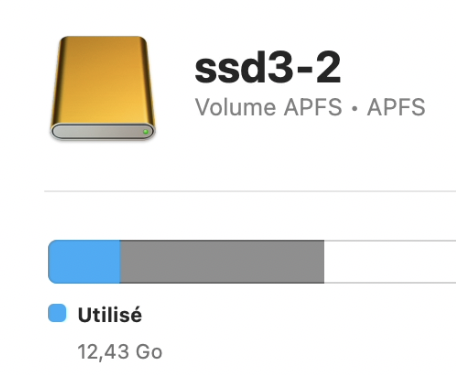 ssd3-2
Volume APFS • APFS
Utilisé
12,43 Go